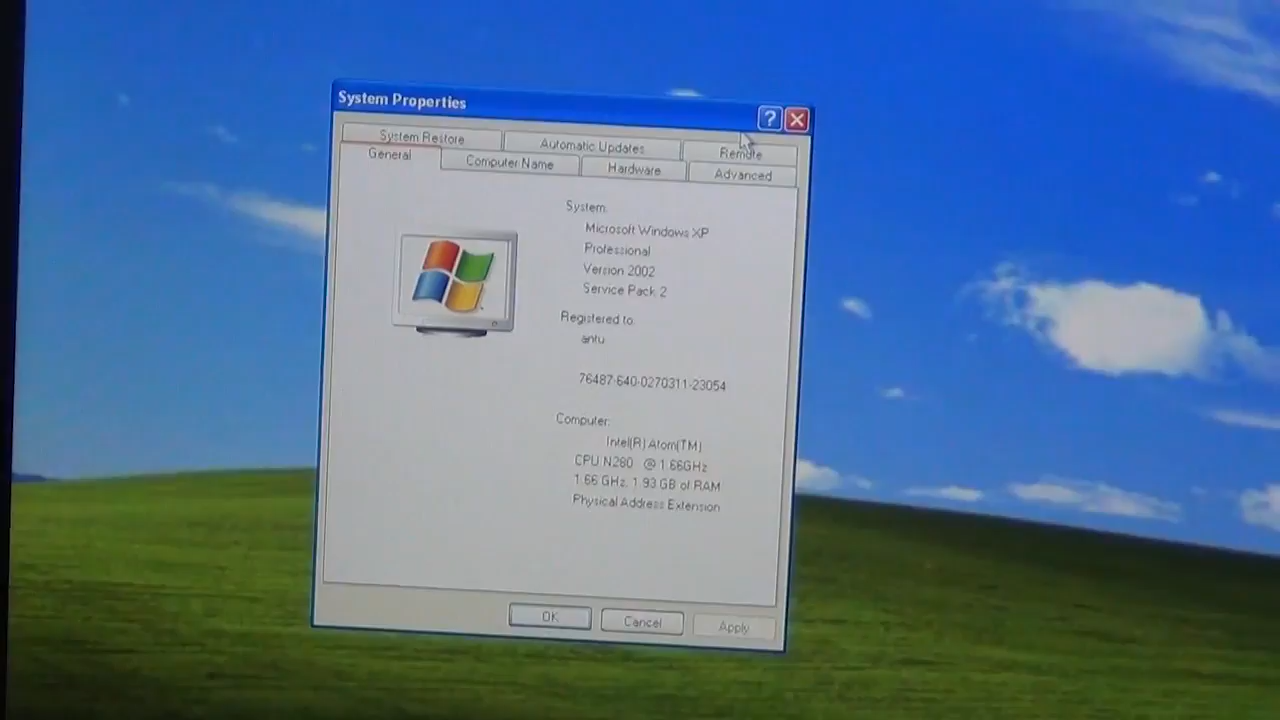 System Properties
System Restore
Automatic Updates
Remote
General
Computer Name
Hardware
Advanced
System:
Microsoft Windows XP
Professional
Version 2002
Service Pack 2
Registered to:
antu
76487-640-0270311-23054
Computer:
Intel(R) Atom(TM)
CPU N280 @ 1.66GHz
1.66 GHz, 1.93 GB of RAM
Physical Address Extension
OK
Cancel
Apply